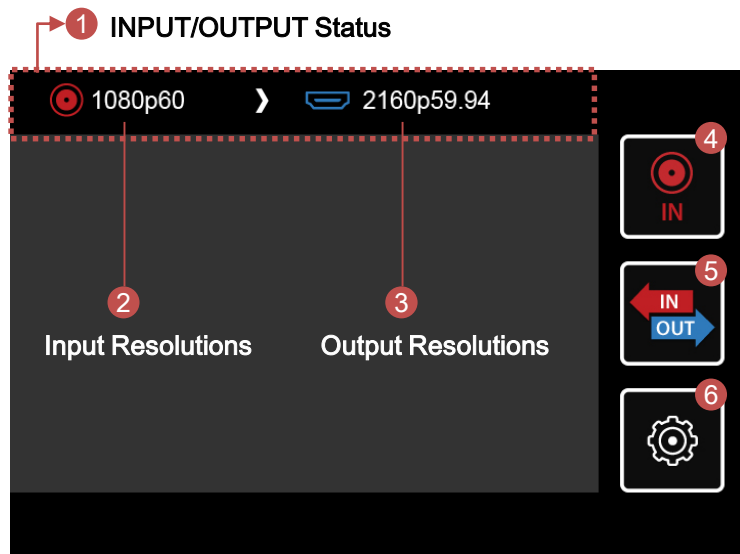 1 INPUT/OUTPUT Status
1080p60 ❯ 2160p59.94
4
IN
2 3
5
IN
OUT
Input Resolutions Output Resolutions
6